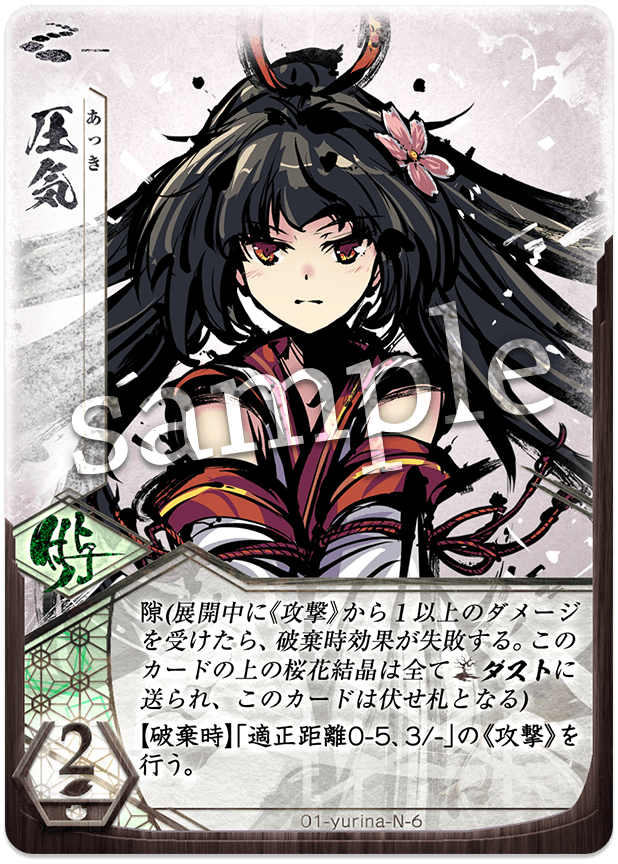 圧気
あっき
sample
隙(展開中に《攻撃》から1以上のダメージ
を受けたら、破棄時効果が失敗する。この
カードの上の桜花結晶は全てダストに
送られ、このカードは伏せ札となる)
【破棄時】「適正距離0-5、3/-」の《攻撃》を
行う。
2
01-yurina-N-6